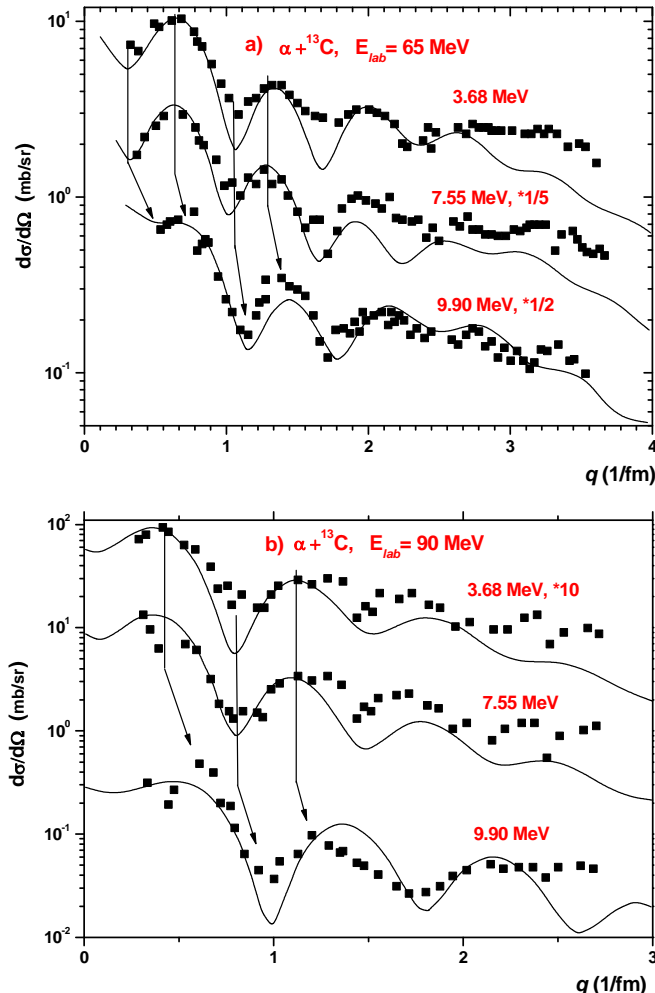 a) α + ¹³C, E_lab = 65 MeV
3.68 MeV
7.55 MeV, *1/5
9.90 MeV, *1/2
dσ/dΩ (mb/sr)
10¹
10⁰
10⁻¹
0 1 2 3 4
q (1/fm)
b) α + ¹³C, E_lab = 90 MeV
3.68 MeV, *10
7.55 MeV
9.90 MeV
dσ/dΩ (mb/sr)
10²
10¹
10⁰
10⁻¹
10⁻²
0 1 2 3
q (1/fm)